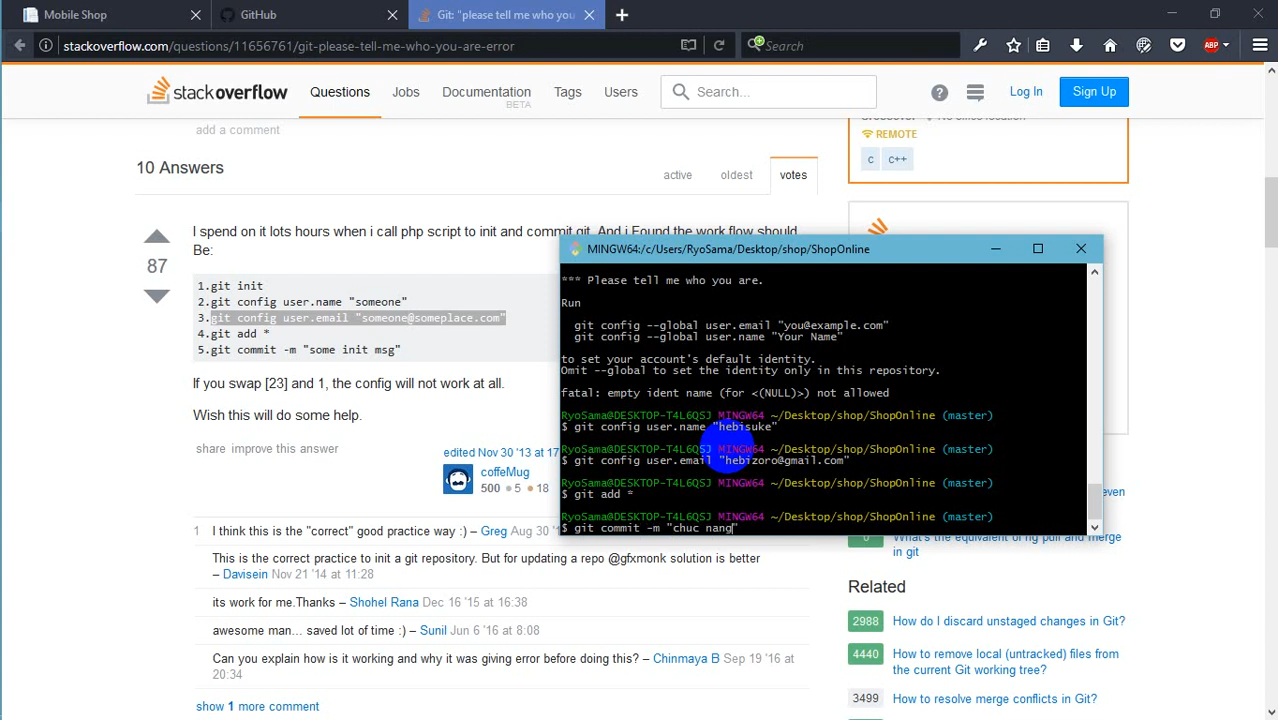 Mobile Shop
GitHub
Git: "please tell me who you
stackoverflow.com/questions/11656761/git-please-tell-me-who-you-are-error
Search
ABP
stackoverflow
Questions
Jobs
Documentation
BETA
Tags
Users
Search...
Log In
Sign Up
add a comment
REMOTE
c
c++
10 Answers
active
oldest
votes
87
I spend on it lots hours when i call php script to init and commit git. And i Found the work flow should
Be:
1.git init
2.git config user.name "someone"
3.git config user.email "someone@someplace.com"
4.git add *
5.git commit -m "some init msg"
If you swap [23] and 1, the config will not work at all.
Wish this will do some help.
share improve this answer
edited Nov 30 '13 at 17
coffeMug
500 5 18
MINGW64:/c/Users/RyoSama/Desktop/shop/ShopOnline
*** Please tell me who you are.
Run
git config --global user.email "you@example.com"
git config --global user.name "Your Name"
to set your account's default identity.
Omit --global to set the identity only in this repository.
fatal: empty ident name (for <(NULL)>) not allowed
RyoSama@DESKTOP-T4L6QSJ MINGW64 ~/Desktop/shop/ShopOnline (master)
$ git config user.name "hebisuke"
RyoSama@DESKTOP-T4L6QSJ MINGW64 ~/Desktop/shop/ShopOnline (master)
$ git config user.email "hebizoro@gmail.com"
RyoSama@DESKTOP-T4L6QSJ MINGW64 ~/Desktop/shop/ShopOnline (master)
$ git add *
RyoSama@DESKTOP-T4L6QSJ MINGW64 ~/Desktop/shop/ShopOnline (master)
$ git commit -m "chuc nang"
1 I think this is the "correct" good practice way :) – Greg Aug 30 '1
This is the correct practice to init a git repository. But for updating a repo @gfxmonk solution is better
– Davisein Nov 21 '14 at 11:28
its work for me.Thanks – Shohel Rana Dec 16 '15 at 16:38
awesome man... saved lot of time :) – Sunil Jun 6 '16 at 8:08
Can you explain how is it working and why it was giving error before doing this? – Chinmaya B Sep 19 '16 at
20:34
show 1 more comment
even
What's the equivalent of hg pull and merge
in git
Related
2988 How do I discard unstaged changes in Git?
4440 How to remove local (untracked) files from
the current Git working tree?
3499 How to resolve merge conflicts in Git?